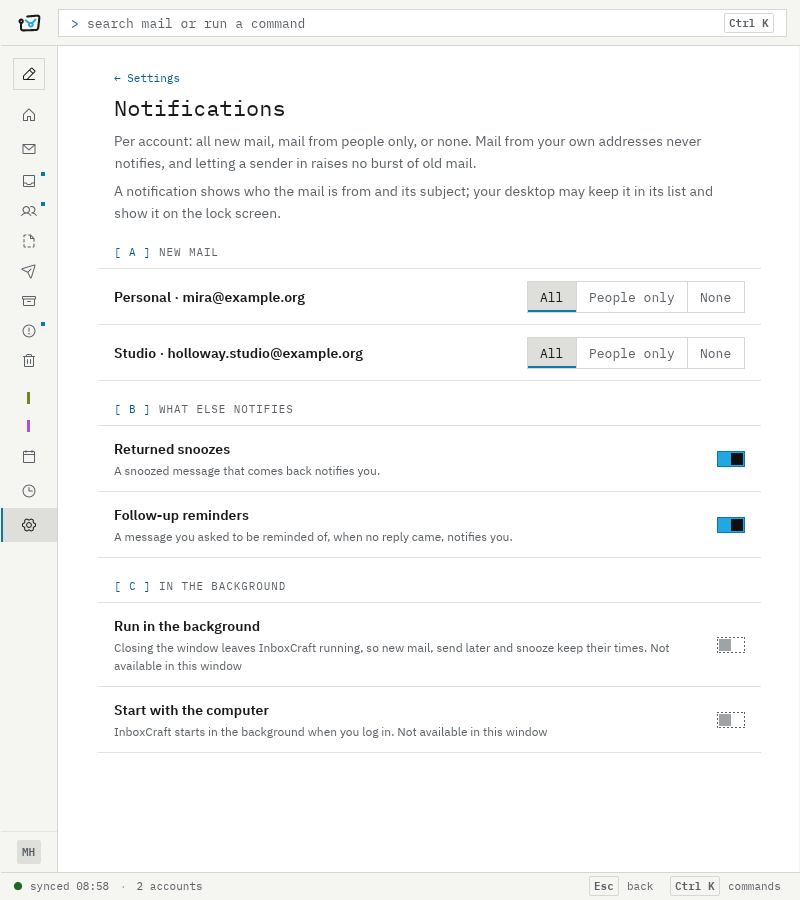 > search mail or run a command Ctrl K
← Settings
Notifications
Per account: all new mail, mail from people only, or none. Mail from your own addresses never
notifies, and letting a sender in raises no burst of old mail.
A notification shows who the mail is from and its subject; your desktop may keep it in its list and
show it on the lock screen.
[ A ] NEW MAIL
Personal · mira@example.org All People only None
Studio · holloway.studio@example.org All People only None
[ B ] WHAT ELSE NOTIFIES
Returned snoozes
A snoozed message that comes back notifies you.
Follow-up reminders
A message you asked to be reminded of, when no reply came, notifies you.
[ C ] IN THE BACKGROUND
Run in the background
Closing the window leaves InboxCraft running, so new mail, send later and snooze keep their times. Not
available in this window
Start with the computer
InboxCraft starts in the background when you log in. Not available in this window
MH
synced 08:58 · 2 accounts Esc back Ctrl K commands